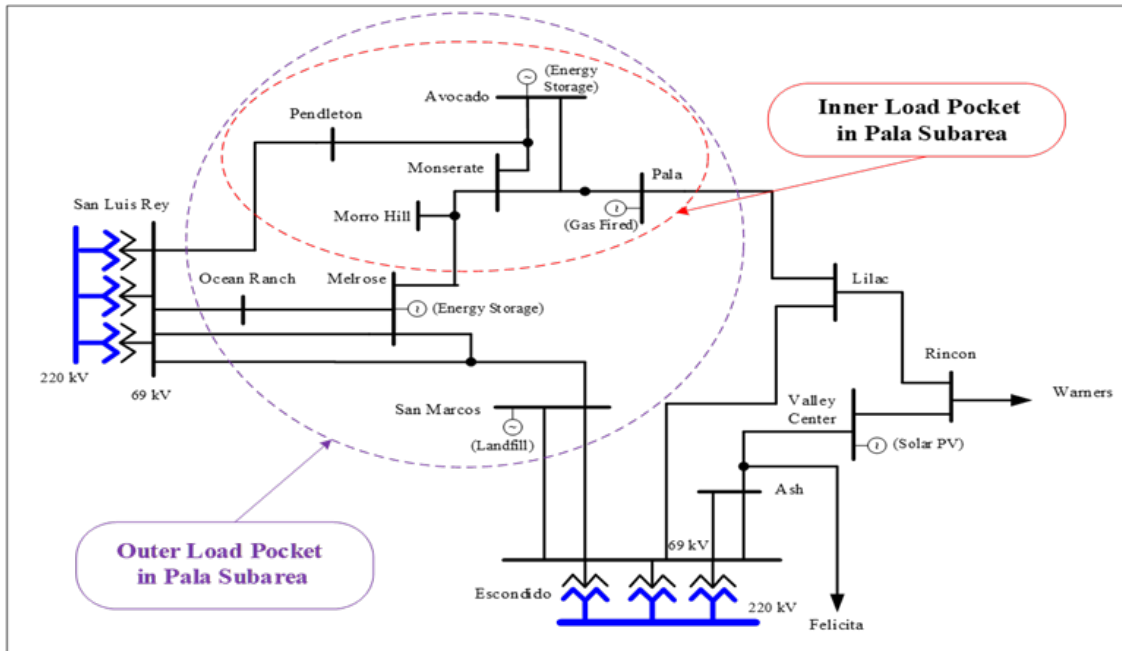 (Energy
Storage)
Avocado
Pendleton
Inner Load Pocket
in Pala Subarea
Monserate
Pala
San Luis Rey
Morro Hill
(Gas Fired)
Ocean Ranch
Melrose
Lilac
(Energy Storage)
Rincon
220 kV
69 kV
San Marcos
Valley
Center
Warners
(Landfill)
(Solar PV)
Ash
Outer Load Pocket
in Pala Subarea
69 kV
Escondido
220 kV
Felicita